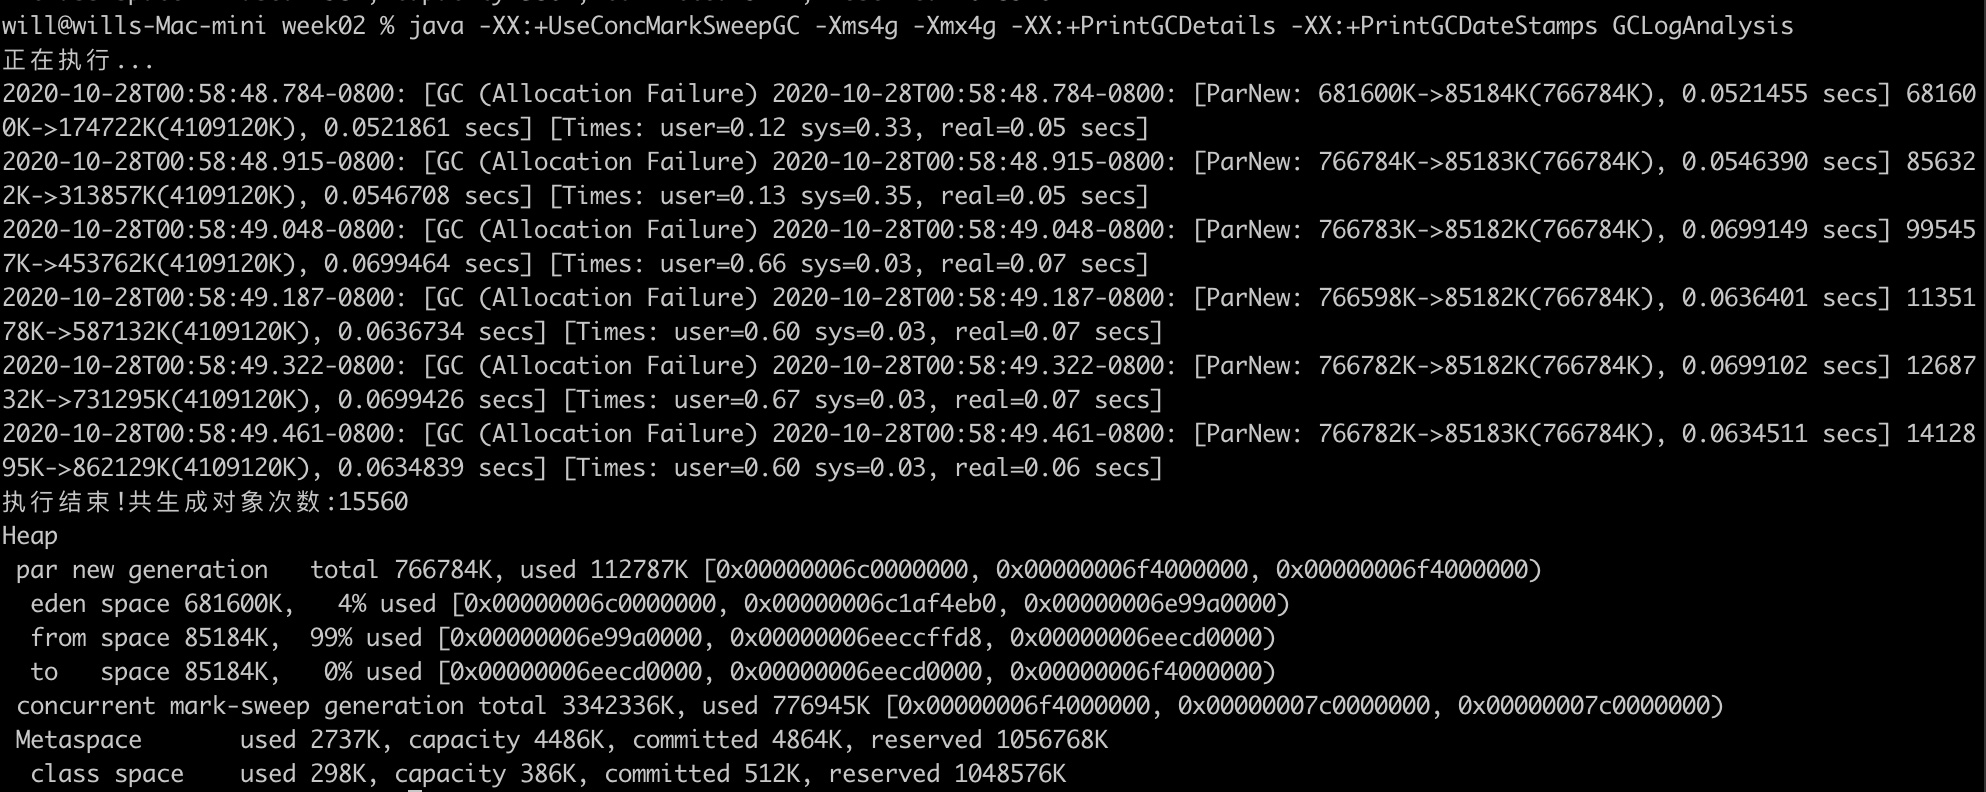 will@wills-Mac-mini week02 % java -XX:+UseConcMarkSweepGC -Xms4g -Xmx4g -XX:+PrintGCDetails -XX:+PrintGCDateStamps GCLogAnalysis
正在执行...
2020-10-28T00:58:48.784-0800: [GC (Allocation Failure) 2020-10-28T00:58:48.784-0800: [ParNew: 681600K->85184K(766784K), 0.0521455 secs] 68160
0K->174722K(4109120K), 0.0521861 secs] [Times: user=0.12 sys=0.33, real=0.05 secs]
2020-10-28T00:58:48.915-0800: [GC (Allocation Failure) 2020-10-28T00:58:48.915-0800: [ParNew: 766784K->85183K(766784K), 0.0546390 secs] 85632
2K->313857K(4109120K), 0.0546708 secs] [Times: user=0.13 sys=0.35, real=0.05 secs]
2020-10-28T00:58:49.048-0800: [GC (Allocation Failure) 2020-10-28T00:58:49.048-0800: [ParNew: 766783K->85182K(766784K), 0.0699149 secs] 99545
7K->453762K(4109120K), 0.0699464 secs] [Times: user=0.66 sys=0.03, real=0.07 secs]
2020-10-28T00:58:49.187-0800: [GC (Allocation Failure) 2020-10-28T00:58:49.187-0800: [ParNew: 766598K->85182K(766784K), 0.0636401 secs] 11351
78K->587132K(4109120K), 0.0636734 secs] [Times: user=0.60 sys=0.03, real=0.07 secs]
2020-10-28T00:58:49.322-0800: [GC (Allocation Failure) 2020-10-28T00:58:49.322-0800: [ParNew: 766782K->85182K(766784K), 0.0699102 secs] 12687
32K->731295K(4109120K), 0.0699426 secs] [Times: user=0.67 sys=0.03, real=0.07 secs]
2020-10-28T00:58:49.461-0800: [GC (Allocation Failure) 2020-10-28T00:58:49.461-0800: [ParNew: 766782K->85183K(766784K), 0.0634511 secs] 14128
95K->862129K(4109120K), 0.0634839 secs] [Times: user=0.60 sys=0.03, real=0.06 secs]
执行结束!共生成对象次数:15560
Heap
 par new generation   total 766784K, used 112787K [0x00000006c0000000, 0x00000006f4000000, 0x00000006f4000000)
  eden space 681600K,   4% used [0x00000006c0000000, 0x00000006c1af4eb0, 0x00000006e99a0000)
  from space 85184K,  99% used [0x00000006e99a0000, 0x00000006eeccffd8, 0x00000006eecd0000)
  to   space 85184K,   0% used [0x00000006eecd0000, 0x00000006eecd0000, 0x00000006f4000000)
 concurrent mark-sweep generation total 3342336K, used 776945K [0x00000006f4000000, 0x00000007c0000000, 0x00000007c0000000)
 Metaspace       used 2737K, capacity 4486K, committed 4864K, reserved 1056768K
  class space    used 298K, capacity 386K, committed 512K, reserved 1048576K